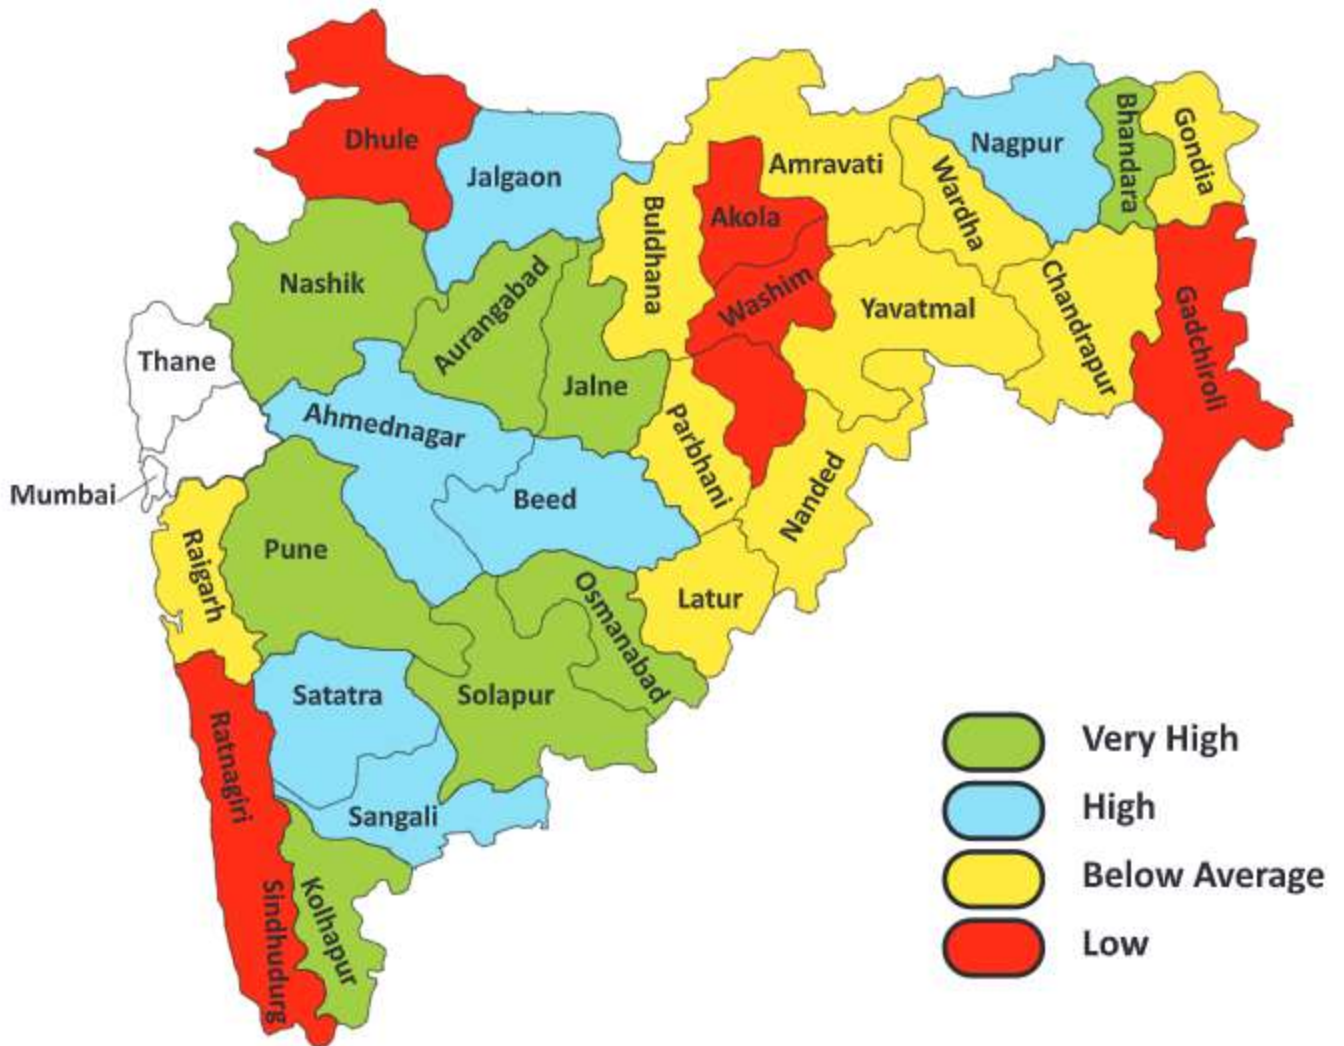 Dhule
Jalgaon
Nagpur
Bhandara
Gondia
Amravati
Wardha
Akola
Buldhana
Washim
Nashik
Aurangabad
Yavatmal
Chandrapur
Gadchiroli
Thane
Jalne
Ahmednagar
Parbhani
Mumbai
Beed
Nanded
Pune
Raigarh
Osmanabad
Latur
Satatra
Solapur
Ratnagiri
Sangali
Sindhudurg
Kolhapur
Very High
High
Below Average
Low